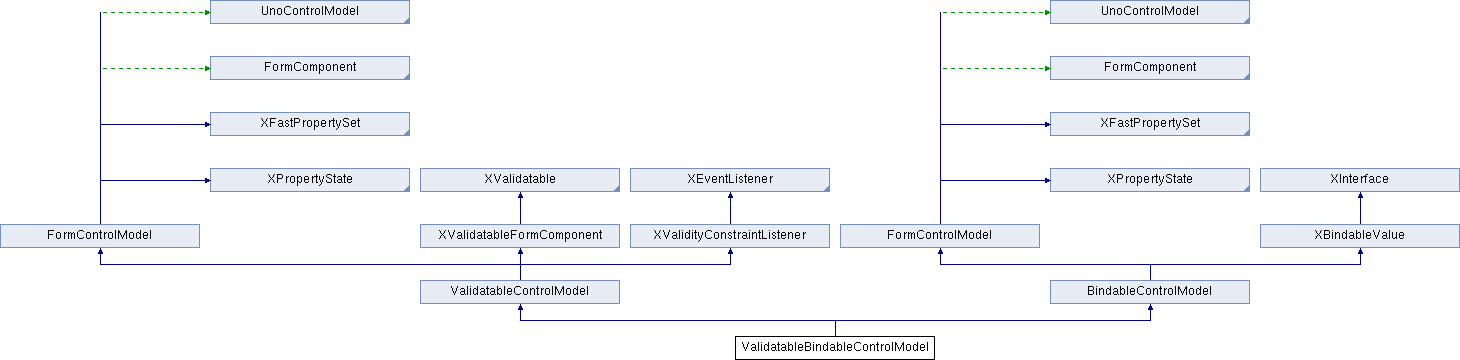 UnoControlModel
UnoControlModel
FormComponent
FormComponent
XFastPropertySet
XFastPropertySet
XPropertyState
XValidatable
XEventListener
XPropertyState
XInterface
FormControlModel
XValidatableFormComponent
XValidityConstraintListener
FormControlModel
XBindableValue
ValidatableControlModel
BindableControlModel
ValidatableBindableControlModel